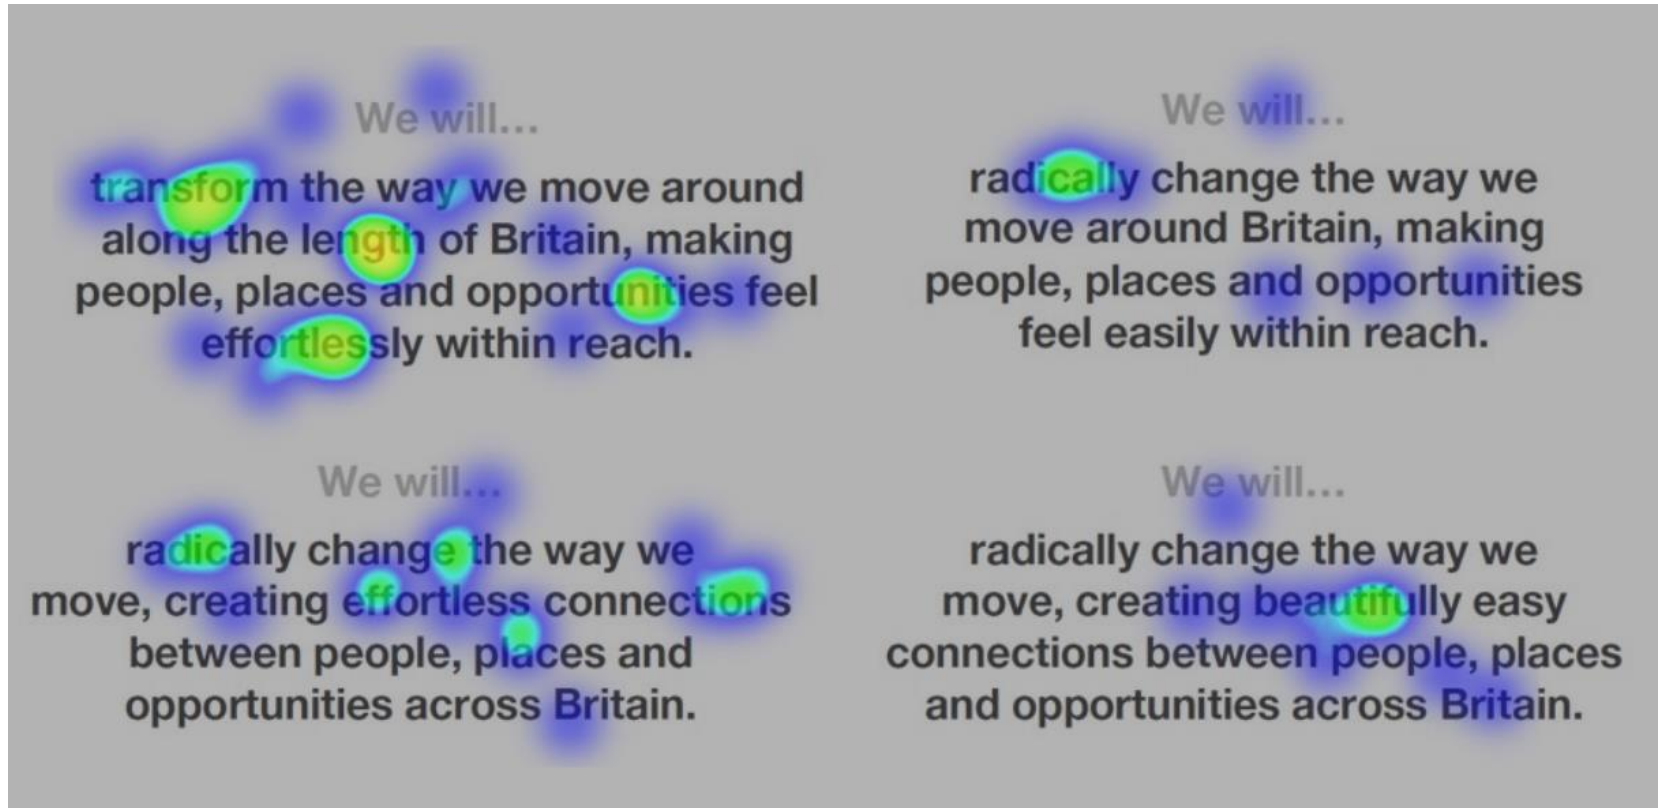 We will...
transform the way we move around
along the length of Britain, making
people, places and opportunities feel
effortlessly within reach.
We will...
radically change the way we
move around Britain, making
people, places and opportunities
feel easily within reach.
We will...
radically change the way we
move, creating effortless connections
between people, places and
opportunities across Britain.
We will...
radically change the way we
move, creating beautifully easy
connections between people, places
and opportunities across Britain.